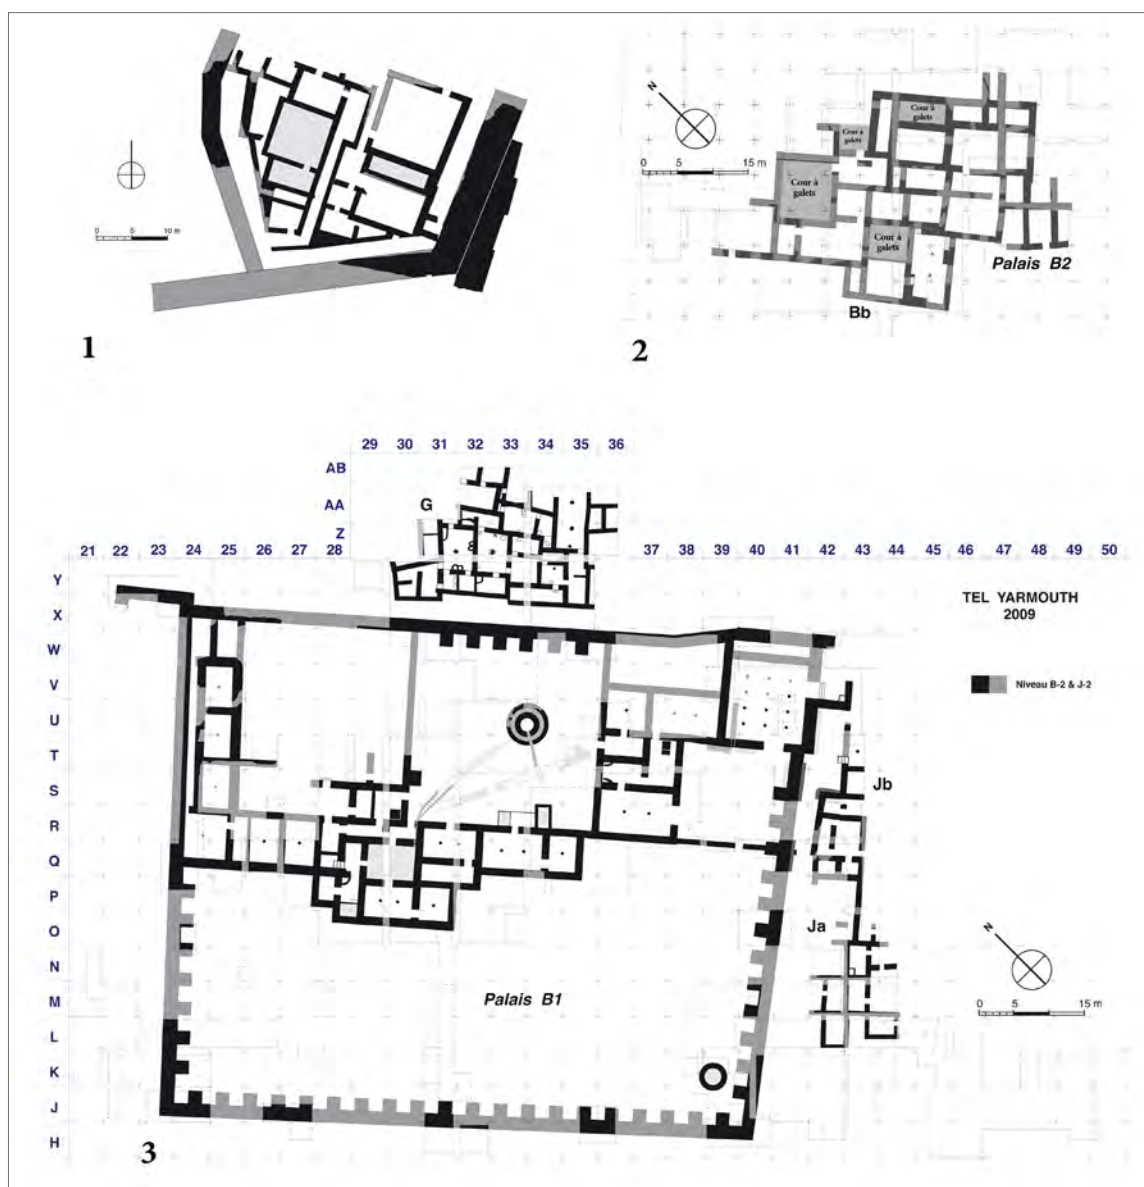 0 5 10 m
1
N
0 5 15 m
Cour à
galets
Cour à
galets
Cour à
galets
Cour à
galets
Palais B2
Bb
2
29 30 31 32 33 34 35 36
AB
AA
Z
G
21 22 23 24 25 26 27 28
37 38 39 40 41 42 43 44 45 46 47 48 49 50
Y
X
W
V
U
T
S
R
Q
P
O
N
M
L
K
J
H
TEL YARMOUTH
2009
Niveau B-2 & J-2
Jb
Ja
Palais B1
N
0 5 15 m
3